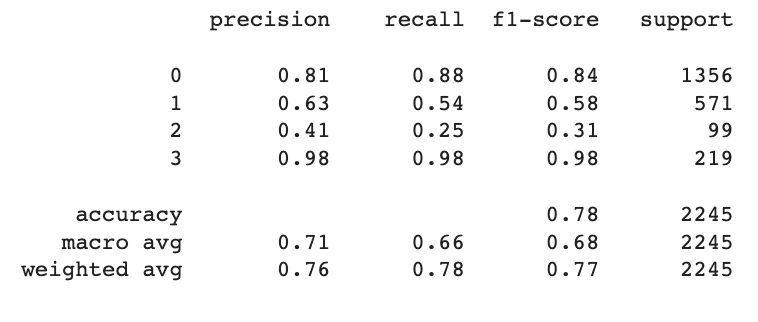 precision recall f1-score support
0 0.81 0.88 0.84 1356
1 0.63 0.54 0.58 571
2 0.41 0.25 0.31 99
3 0.98 0.98 0.98 219
accuracy 0.78 2245
macro avg 0.71 0.66 0.68 2245
weighted avg 0.76 0.78 0.77 2245